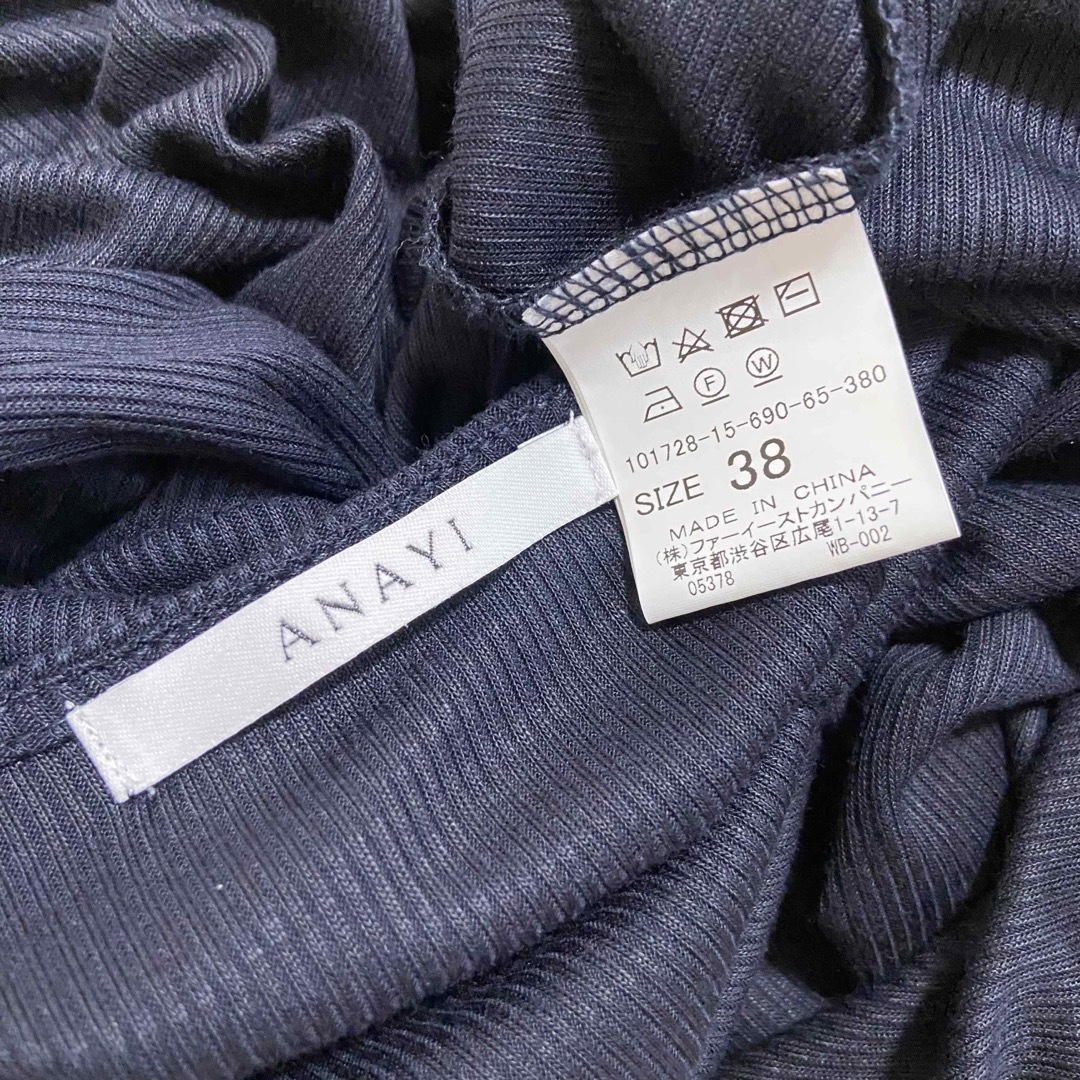 ANAYI
F
W
101728-15-690-65-380
SIZE 38
MADE IN CHINA
(株)ファーイーストカンパニー
東京都渋谷区広尾1-13-7
05378 WB-002